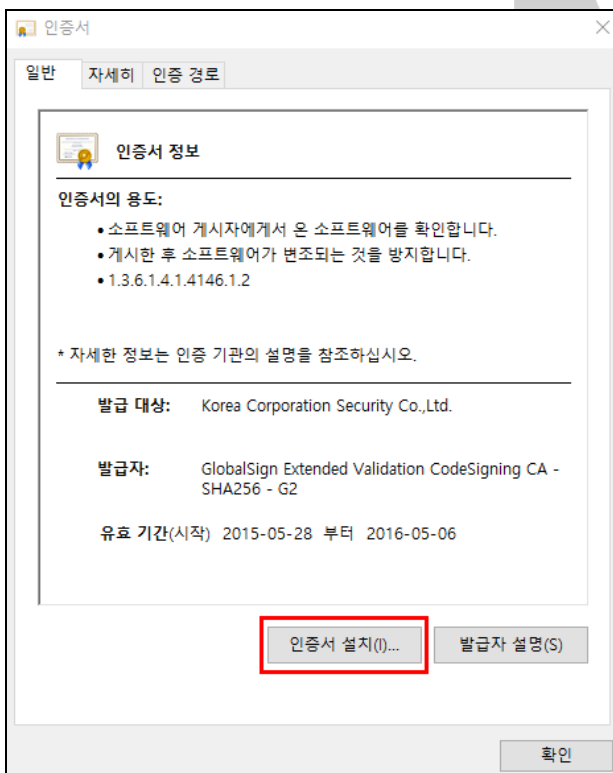 인증서
일반 자세히 인증 경로
인증서 정보
인증서의 용도:
• 소프트웨어 게시자에게서 온 소프트웨어를 확인합니다.
• 게시한 후 소프트웨어가 변조되는 것을 방지합니다.
• 1.3.6.1.4.1.4146.1.2
* 자세한 정보는 인증 기관의 설명을 참조하십시오.
발급 대상: Korea Corporation Security Co.,Ltd.
발급자: GlobalSign Extended Validation CodeSigning CA -
SHA256 - G2
유효 기간(시작) 2015-05-28 부터 2016-05-06
인증서 설치(I)... 발급자 설명(S)
확인